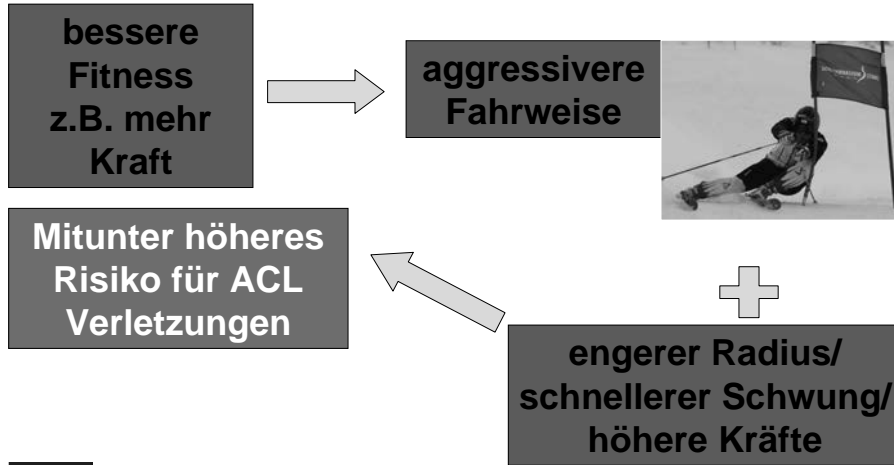 bessere
Fitness
z.B. mehr
Kraft
aggressivere
Fahrweise
engerer Radius/
schnellerer Schwung/
höhere Kräfte
Mitunter höheres
Risiko für ACL
Verletzungen